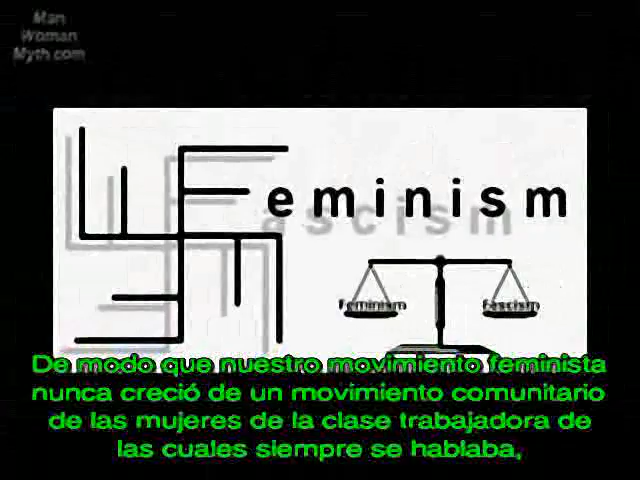 Man
Woman
Myth.com
Feminism
Fascism
Feminism
Fascism
De modo que nuestro movimiento feminista
nunca creció de un movimiento comunitario
de las mujeres de la clase trabajadora de
las cuales siempre se hablaba,